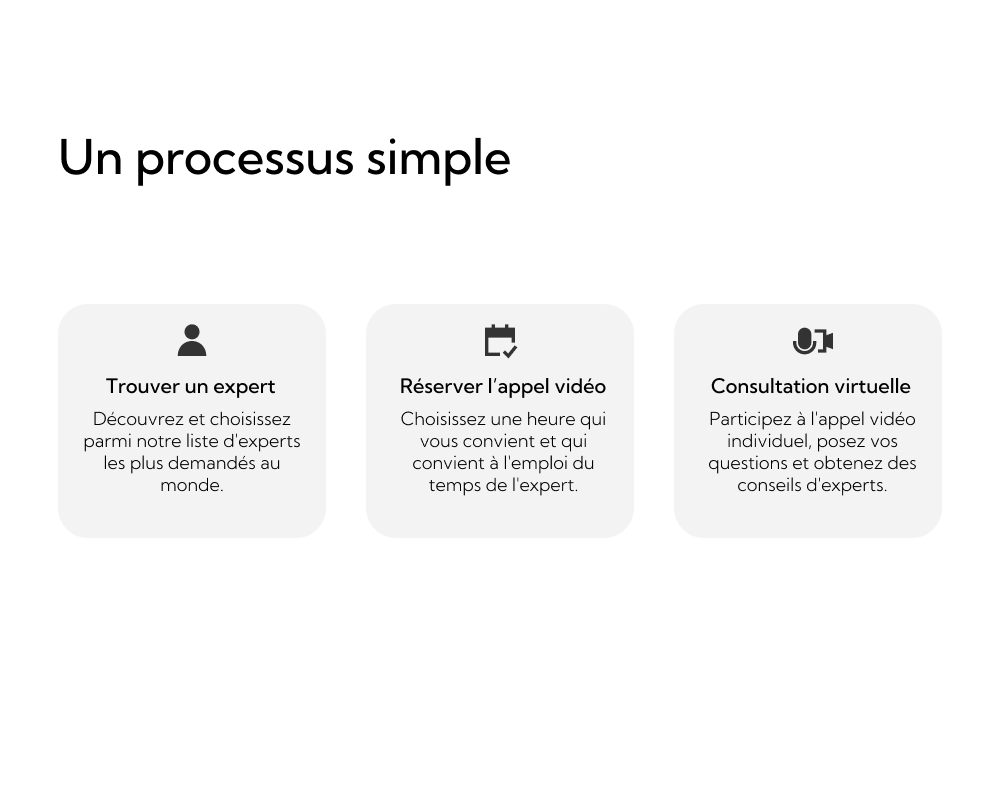 Un processus simple
Trouver un expert
Découvrez et choisissez
parmi notre liste d'experts
les plus demandés au
monde.
Réserver l’appel vidéo
Choisissez une heure qui
vous convient et qui
convient à l'emploi du
temps de l'expert.
Consultation virtuelle
Participez à l'appel vidéo
individuel, posez vos
questions et obtenez des
conseils d'experts.